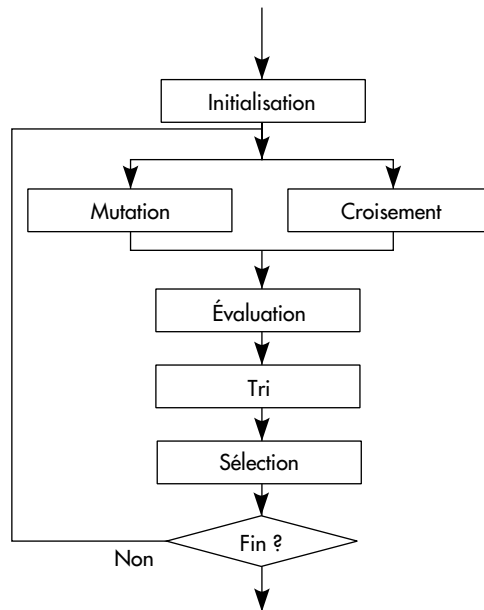 Initialisation
Mutation
Croisement
Évaluation
Tri
Sélection
Fin ?
Non